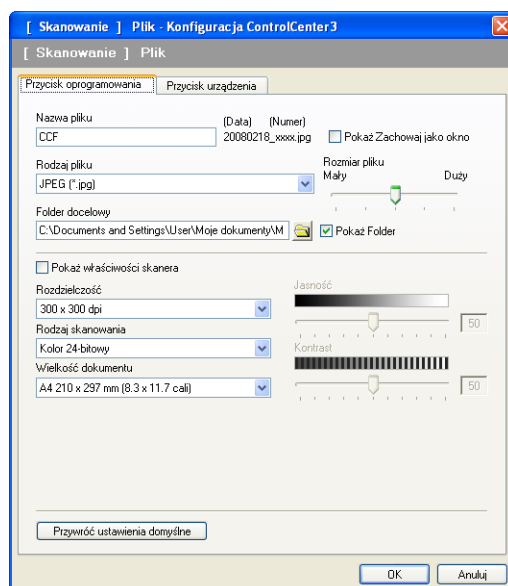 [ Skanowanie ] Plik - Konfiguracja ControlCenter3
[ Skanowanie ] Plik
Przycisk oprogramowania
Przycisk urządzenia
Nazwa pliku
(Data) (Numer)
CCF
20080218_xxxx.jpg
Pokaż Zachowaj jako okno
Rodzaj pliku
Rozmiar pliku
Mały Duży
JPEG (*.jpg)
Folder docelowy
C:\Documents and Settings\User\Moje dokumenty\M
Pokaż Folder
Pokaż właściwości skanera
Rozdzielczość
Jasność
300 x 300 dpi
50
Rodzaj skanowania
Kolor 24-bitowy
Kontrast
Wielkość dokumentu
A4 210 x 297 mm (8.3 x 11.7 cali)
50
Przywróć ustawienia domyślne
OK
Anuluj